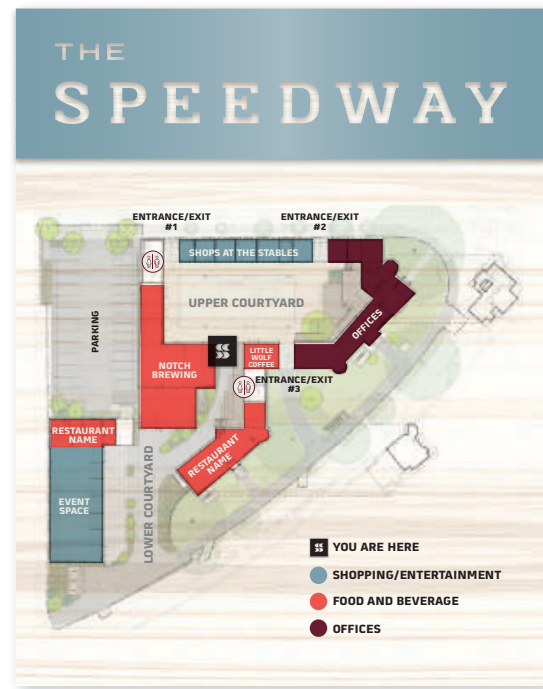 THE
SPEEDWAY
ENTRANCE/EXIT
#1
ENTRANCE/EXIT
#2
SHOPS AT THE STABLES
UPPER COURTYARD
PARKING
OFFICES
NOTCH
BREWING
LITTLE
WOLF
COFFEE
ENTRANCE/EXIT
#3
RESTAURANT
NAME
RESTAURANT
NAME
EVENT
SPACE
LOWER COURTYARD
YOU ARE HERE
SHOPPING/ENTERTAINMENT
FOOD AND BEVERAGE
OFFICES